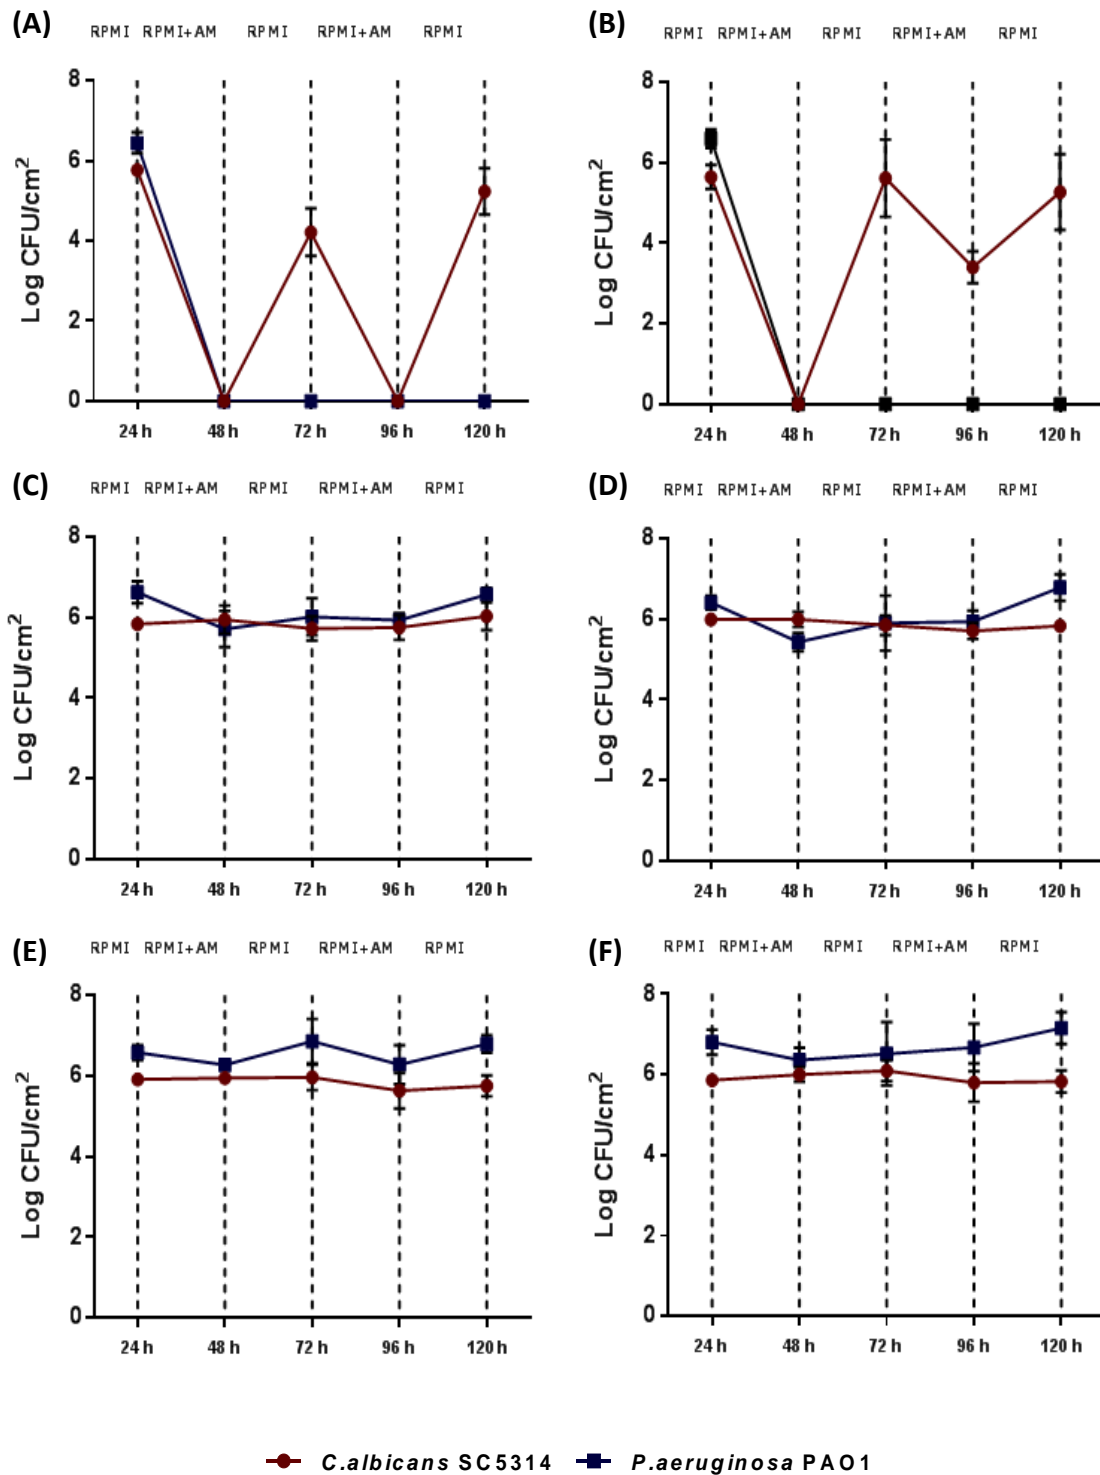 (A) RPMI RPMI+AM RPMI RPMI+AM RPMI
8
6
4
2
0
Log CFU/cm²
24 h 48 h 72 h 96 h 120 h
(B) RPMI RPMI+AM RPMI RPMI+AM RPMI
8
6
4
2
0
Log CFU/cm²
24 h 48 h 72 h 96 h 120 h
(C) RPMI RPMI+AM RPMI RPMI+AM RPMI
8
6
4
2
0
Log CFU/cm²
24 h 48 h 72 h 96 h 120 h
(D) RPMI RPMI+AM RPMI RPMI+AM RPMI
8
6
4
2
0
Log CFU/cm²
24 h 48 h 72 h 96 h 120 h
(E) RPMI RPMI+AM RPMI RPMI+AM RPMI
8
6
4
2
0
Log CFU/cm²
24 h 48 h 72 h 96 h 120 h
(F) RPMI RPMI+AM RPMI RPMI+AM RPMI
8
6
4
2
0
Log CFU/cm²
24 h 48 h 72 h 96 h 120 h
C.albicans SC5314 P.aeruginosa PAO1